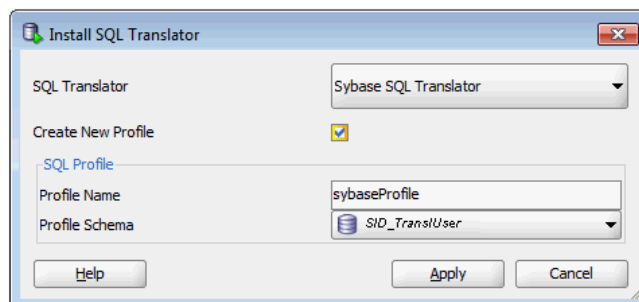 Install SQL Translator
SQL Translator Sybase SQL Translator
Create New Profile
SQL Profile
Profile Name sybaseProfile
Profile Schema SID_TranslUser
Help Apply Cancel